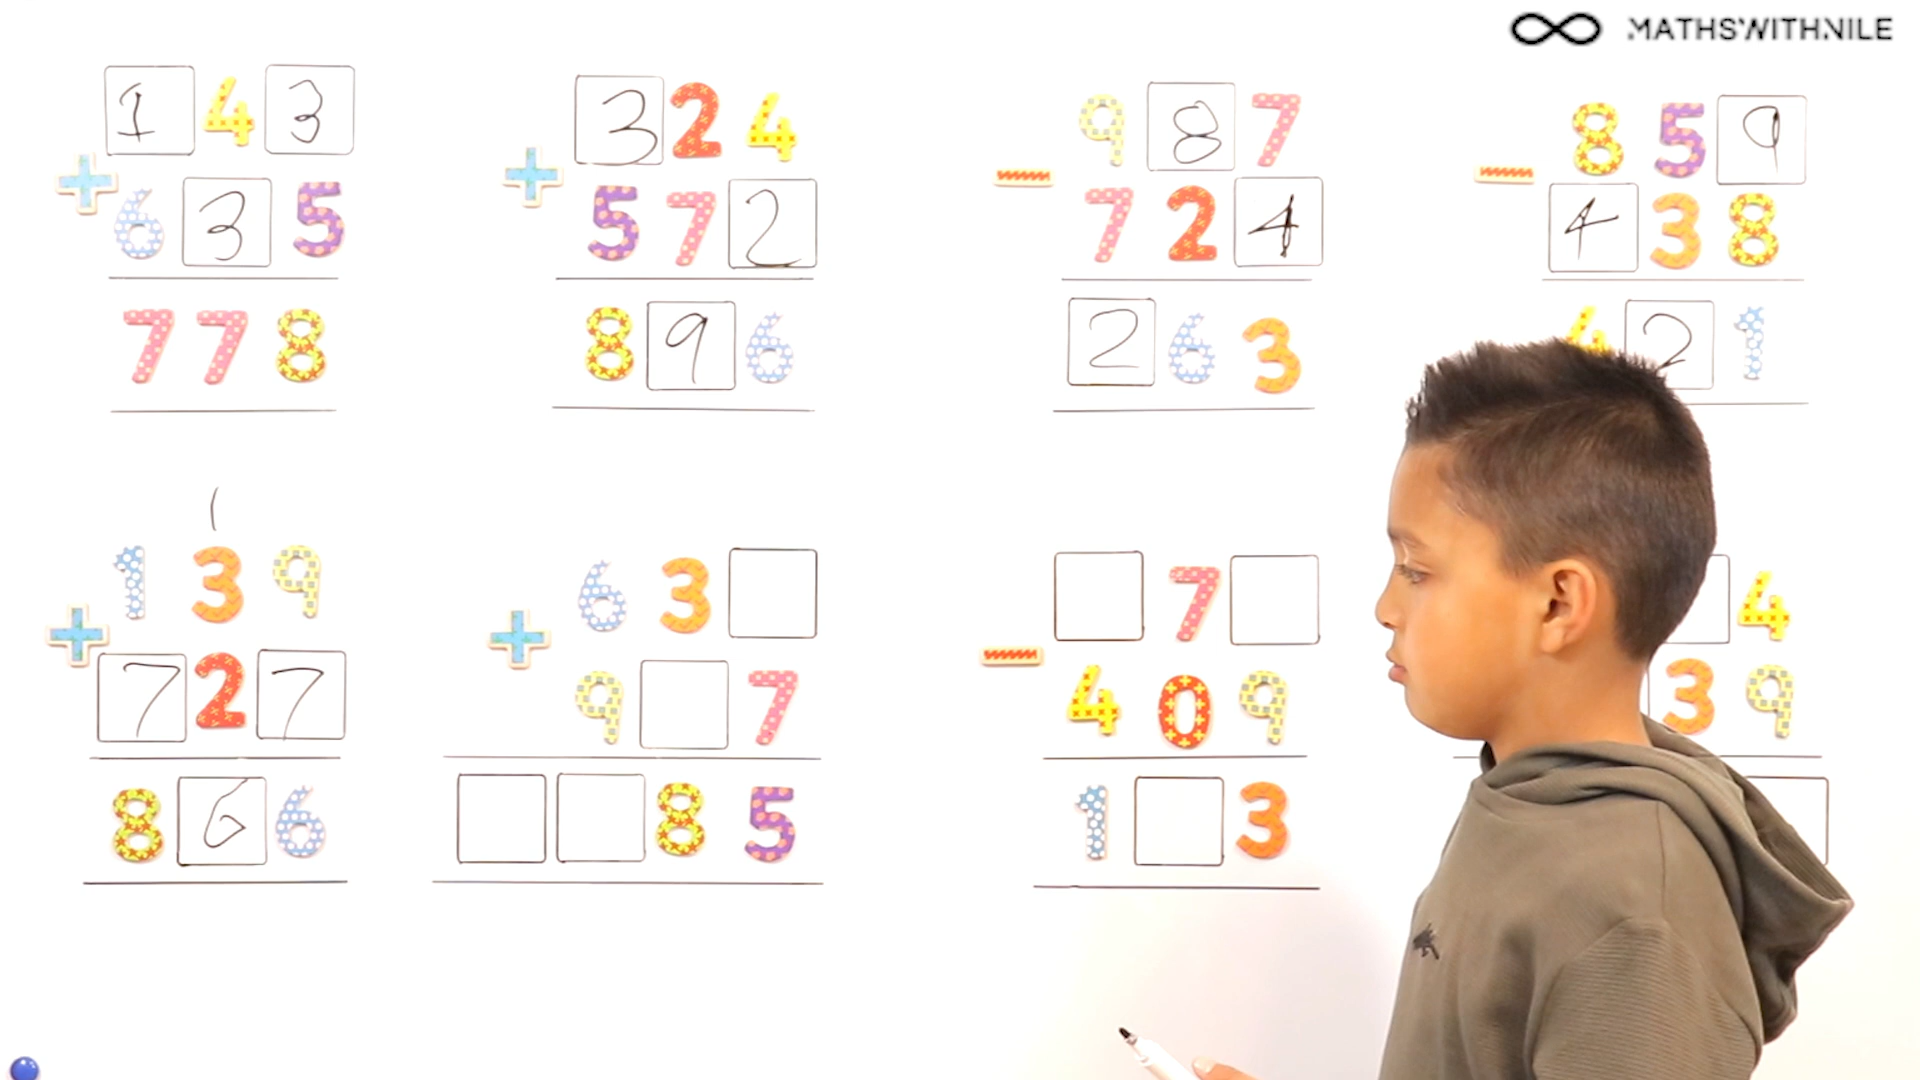 MATHSWITHNILE
1 4 3
+ 6 3 5
7 7 8
3 2 4
+ 5 7 2
8 9 6
9 8 7
− 7 2 4
2 6 3
8 5 9
− 4 3 8
4 2 1
1
1 3 9
+ 7 2 7
8 6 6
6 3
+ 9 7
8 5
7
− 4 0 9
1 3
4
3 9